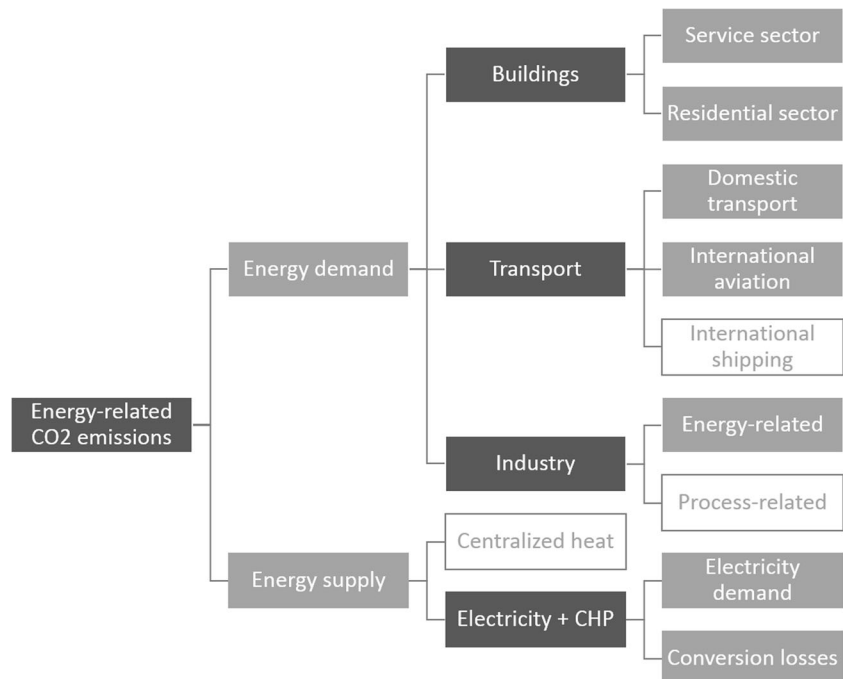 Energy-related
CO2 emissions
Energy demand
Buildings
Service sector
Residential sector
Transport
Domestic
transport
International
aviation
International
shipping
Industry
Energy-related
Process-related
Energy supply
Centralized heat
Electricity + CHP
Electricity
demand
Conversion losses